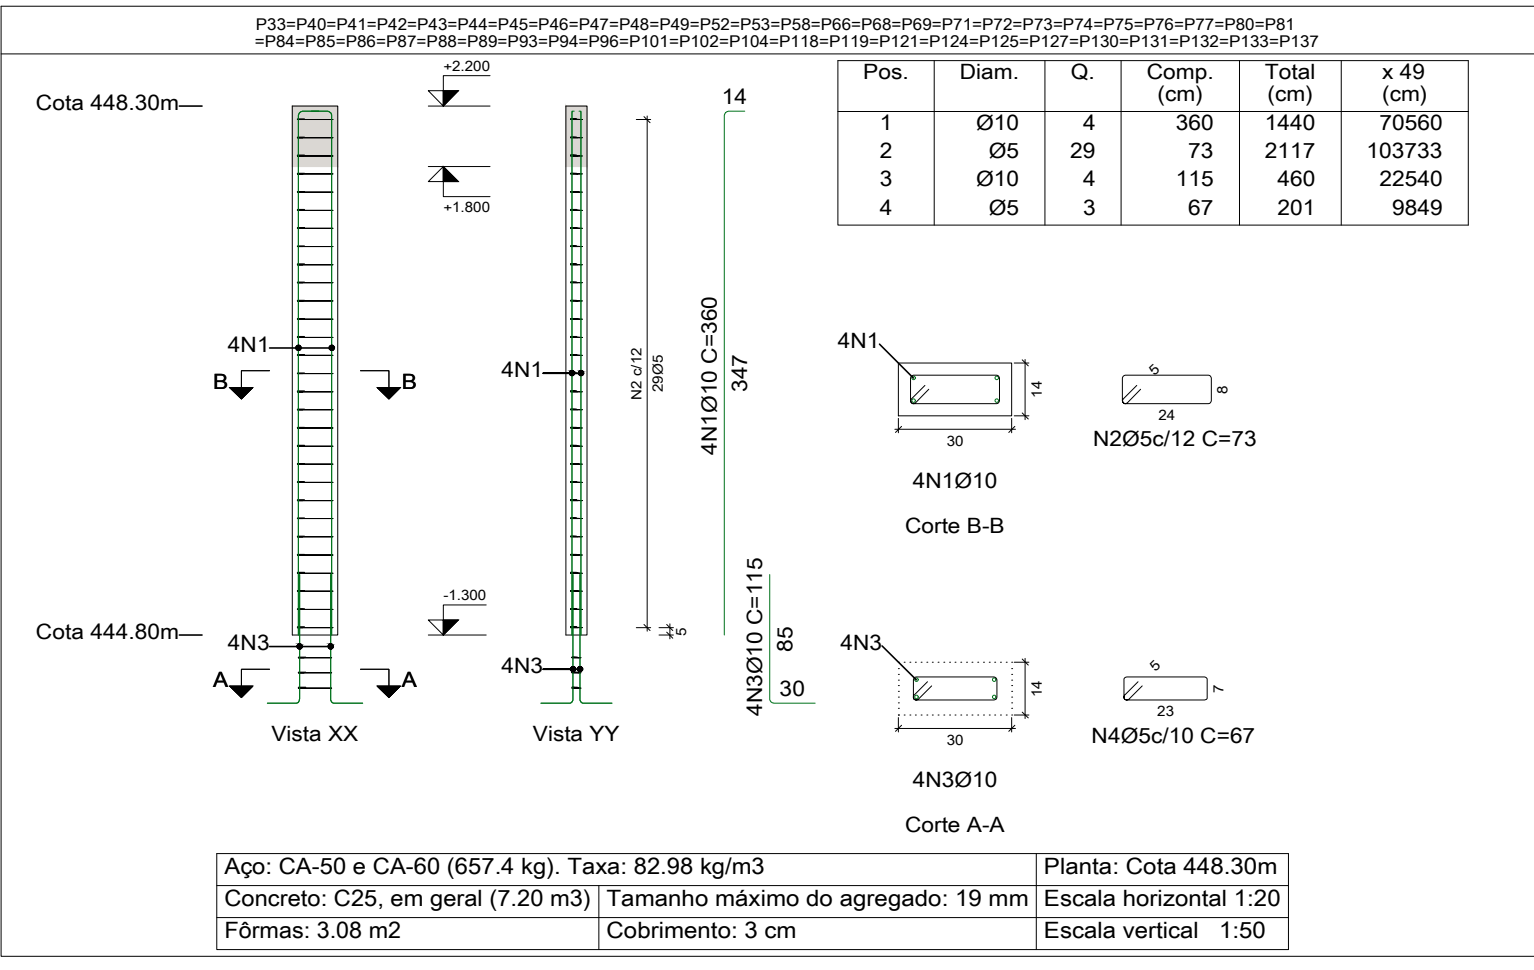 P33=P40=P41=P42=P43=P44=P45=P46=P47=P48=P49=P52=P53=P58=P66=P68=P69=P71=P72=P73=P74=P75=P76=P77=P80=P81
=P84=P85=P86=P87=P88=P89=P93=P94=P96=P101=P102=P104=P118=P119=P121=P124=P125=P127=P130=P131=P132=P133=P137
Pos. Diam. Q. Comp. (cm) Total (cm) x 49 (cm)
1 Ø10 4 360 1440 70560
2 Ø5 29 73 2117 103733
3 Ø10 4 115 460 22540
4 Ø5 3 67 201 9849
Cota 448.30m
+2.200
+1.800
14
4N1
B B
4N1
N2 c/12
29Ø5
4N1Ø10 C=360
347
Cota 444.80m
-1.300
5
4N3
A A
4N3
4N3Ø10 C=115
85
30
Vista XX
Vista YY
4N1
14
30
4N1Ø10
Corte B-B
5
8
24
N2Ø5c/12 C=73
4N3
14
30
4N3Ø10
Corte A-A
5
7
23
N4Ø5c/10 C=67
Aço: CA-50 e CA-60 (657.4 kg). Taxa: 82.98 kg/m3
Planta: Cota 448.30m
Concreto: C25, em geral (7.20 m3)
Tamanho máximo do agregado: 19 mm
Escala horizontal 1:20
Fôrmas: 3.08 m2
Cobrimento: 3 cm
Escala vertical 1:50